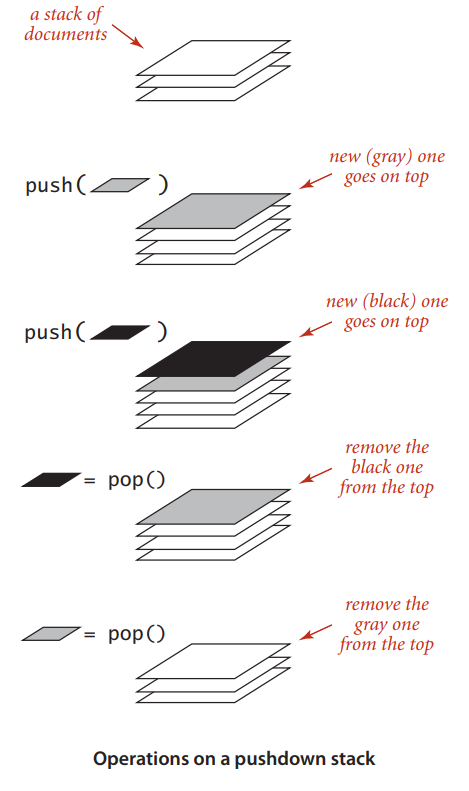 a stack of
documents
new (gray) one
goes on top
push( )
new (black) one
goes on top
push( )
remove the
black one
from the top
= pop()
remove the
gray one
from the top
= pop()
Operations on a pushdown stack